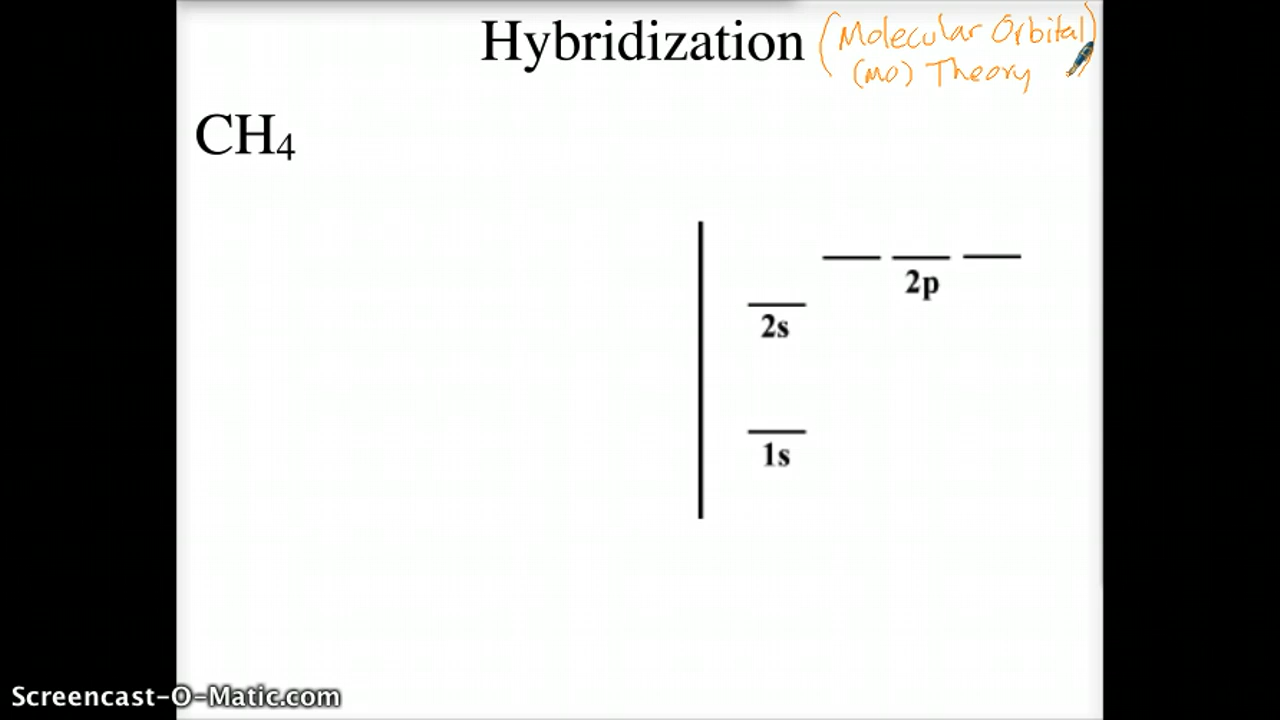 Hybridization (Molecular Orbital)
(MO) Theory
CH₄
2p
2s
1s
Screencast-O-Matic.com